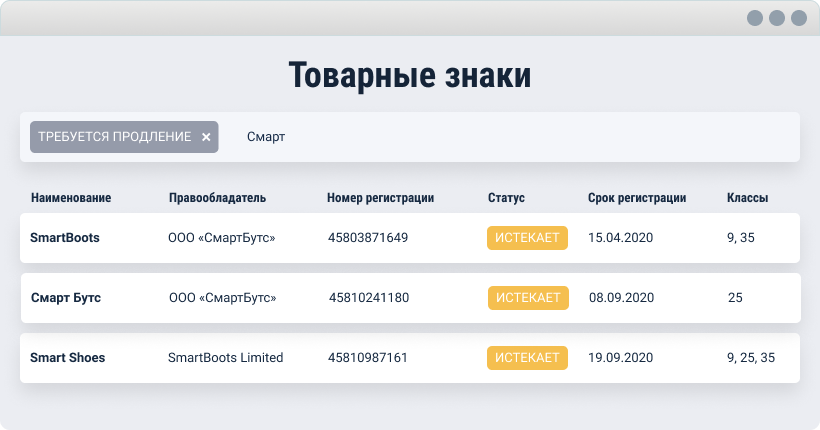 Товарные знаки
ТРЕБУЕТСЯ ПРОДЛЕНИЕ × Смарт
Наименование Правообладатель Номер регистрации Статус Срок регистрации Классы
SmartBoots ООО «СмартБутс» 45803871649 ИСТЕКАЕТ 15.04.2020 9, 35
Смарт Бутс ООО «СмартБутс» 45810241180 ИСТЕКАЕТ 08.09.2020 25
Smart Shoes SmartBoots Limited 45810987161 ИСТЕКАЕТ 19.09.2020 9, 25, 35